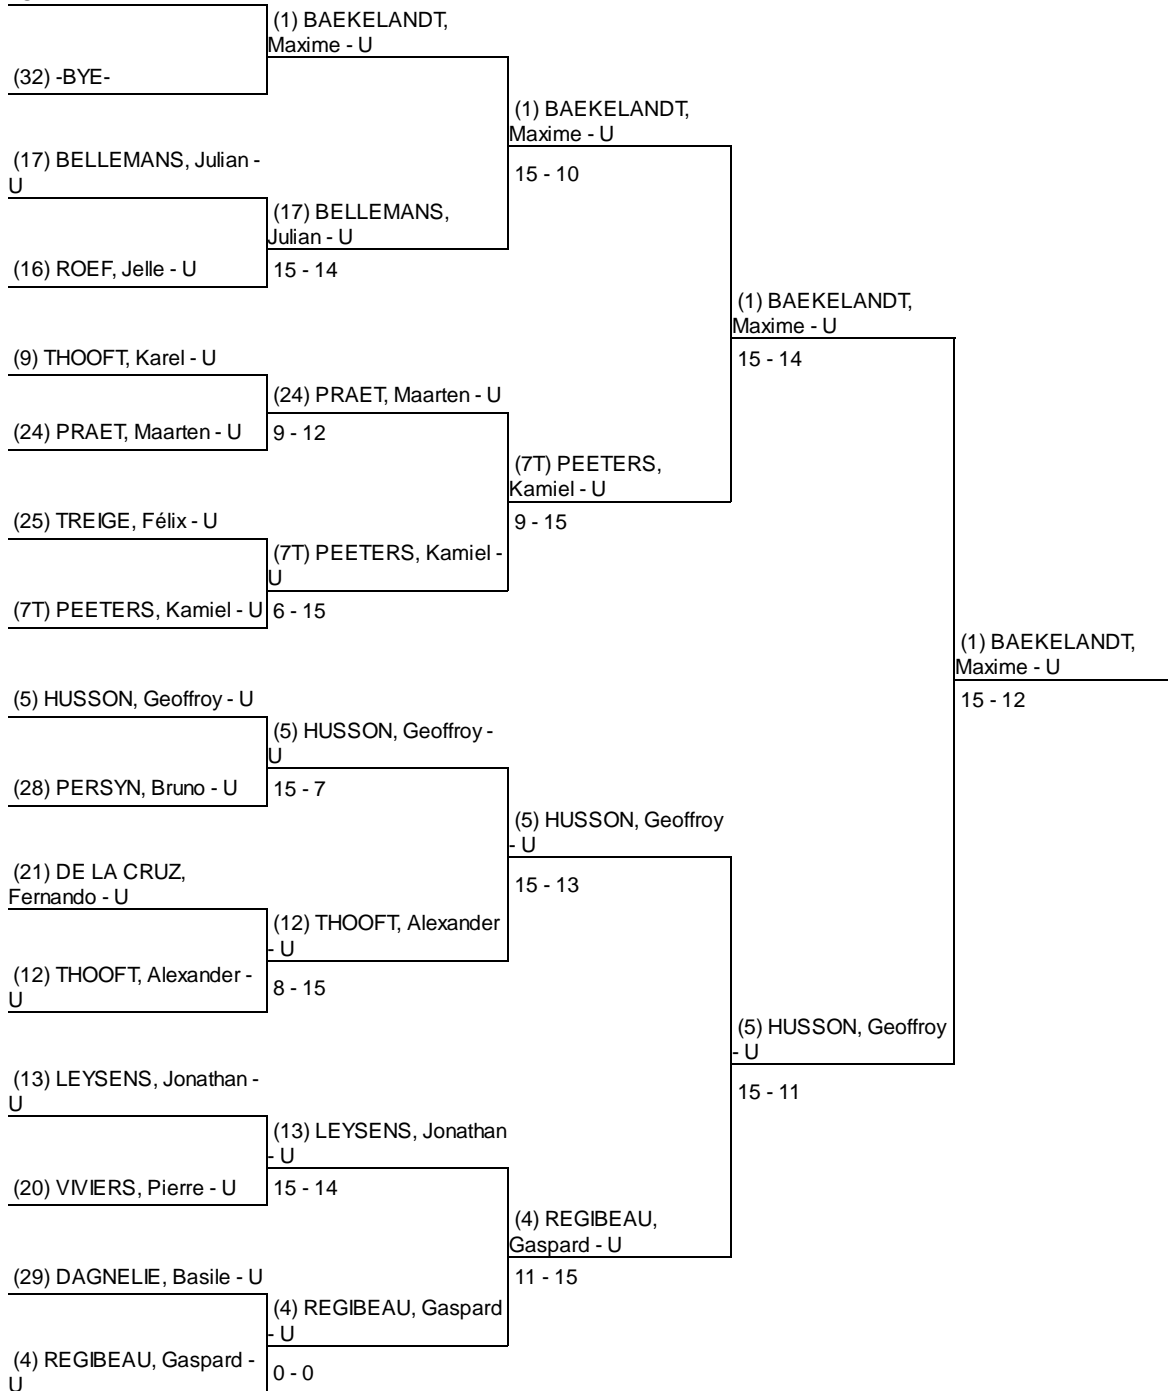 (1) BAEKELANDT,
Maxime - U
(32) -BYE-
(1) BAEKELANDT,
Maxime - U
15 - 10
(17) BELLEMANS, Julian -
U
(17) BELLEMANS,
Julian - U
15 - 14
(16) ROEF, Jelle - U
(1) BAEKELANDT,
Maxime - U
15 - 14
(9) THOOFT, Karel - U
(24) PRAET, Maarten - U
9 - 12
(24) PRAET, Maarten - U
(7T) PEETERS,
Kamiel - U
9 - 15
(25) TREIGE, Félix - U
(7T) PEETERS, Kamiel -
U
6 - 15
(7T) PEETERS, Kamiel - U
(1) BAEKELANDT,
Maxime - U
15 - 12
(5) HUSSON, Geoffroy - U
(5) HUSSON, Geoffroy -
U
15 - 7
(28) PERSYN, Bruno - U
(5) HUSSON, Geoffroy
- U
15 - 13
(21) DE LA CRUZ,
Fernando - U
(12) THOOFT, Alexander
- U
8 - 15
(12) THOOFT, Alexander -
U
(5) HUSSON, Geoffroy
- U
15 - 11
(13) LEYSENS, Jonathan -
U
(13) LEYSENS, Jonathan
- U
15 - 14
(20) VIVIERS, Pierre - U
(4) REGIBEAU,
Gaspard - U
11 - 15
(29) DAGNELIE, Basile - U
(4) REGIBEAU, Gaspard
- U
0 - 0
(4) REGIBEAU, Gaspard -
U